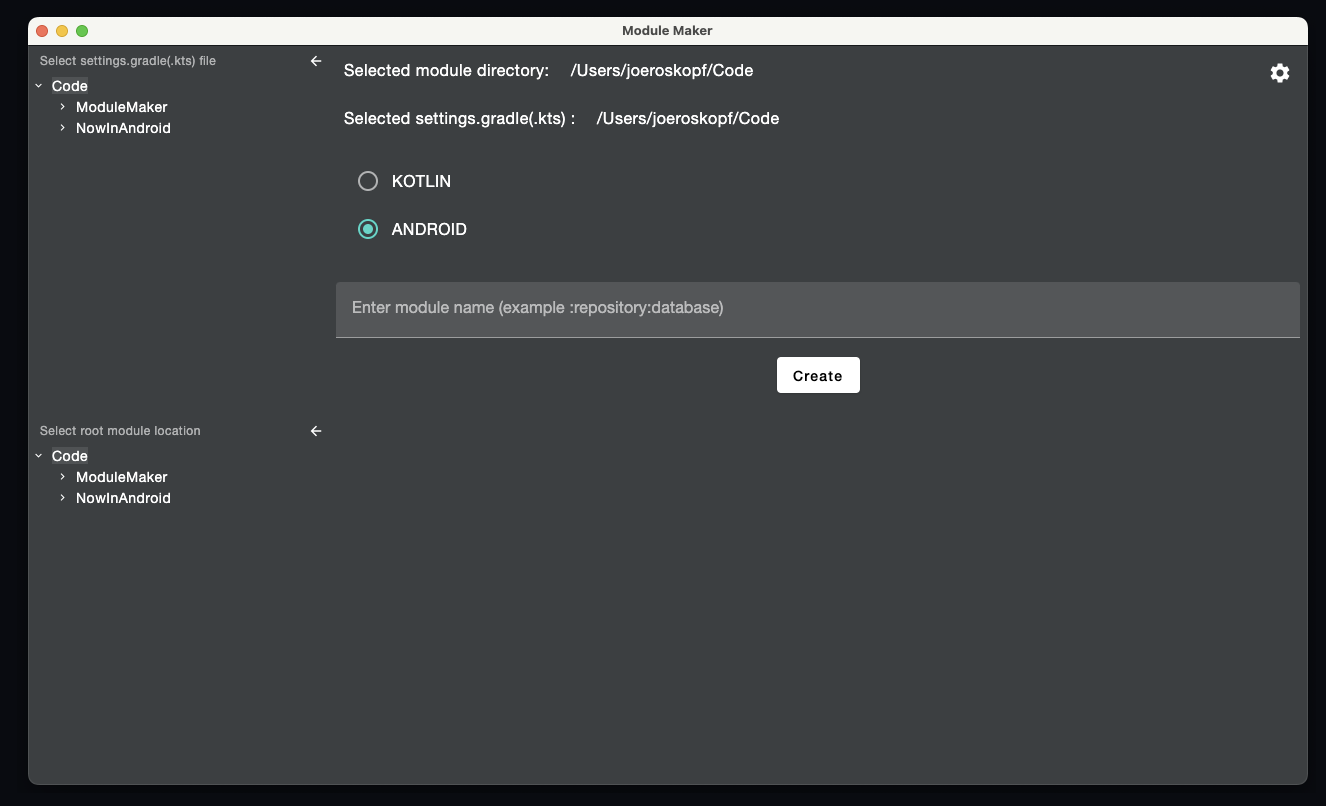 Module Maker
Select settings.gradle(.kts) file
Code
ModuleMaker
NowInAndroid
Selected module directory: /Users/joeroskopf/Code
Selected settings.gradle(.kts) : /Users/joeroskopf/Code
KOTLIN
ANDROID
Enter module name (example :repository:database)
Create
Select root module location
Code
ModuleMaker
NowInAndroid